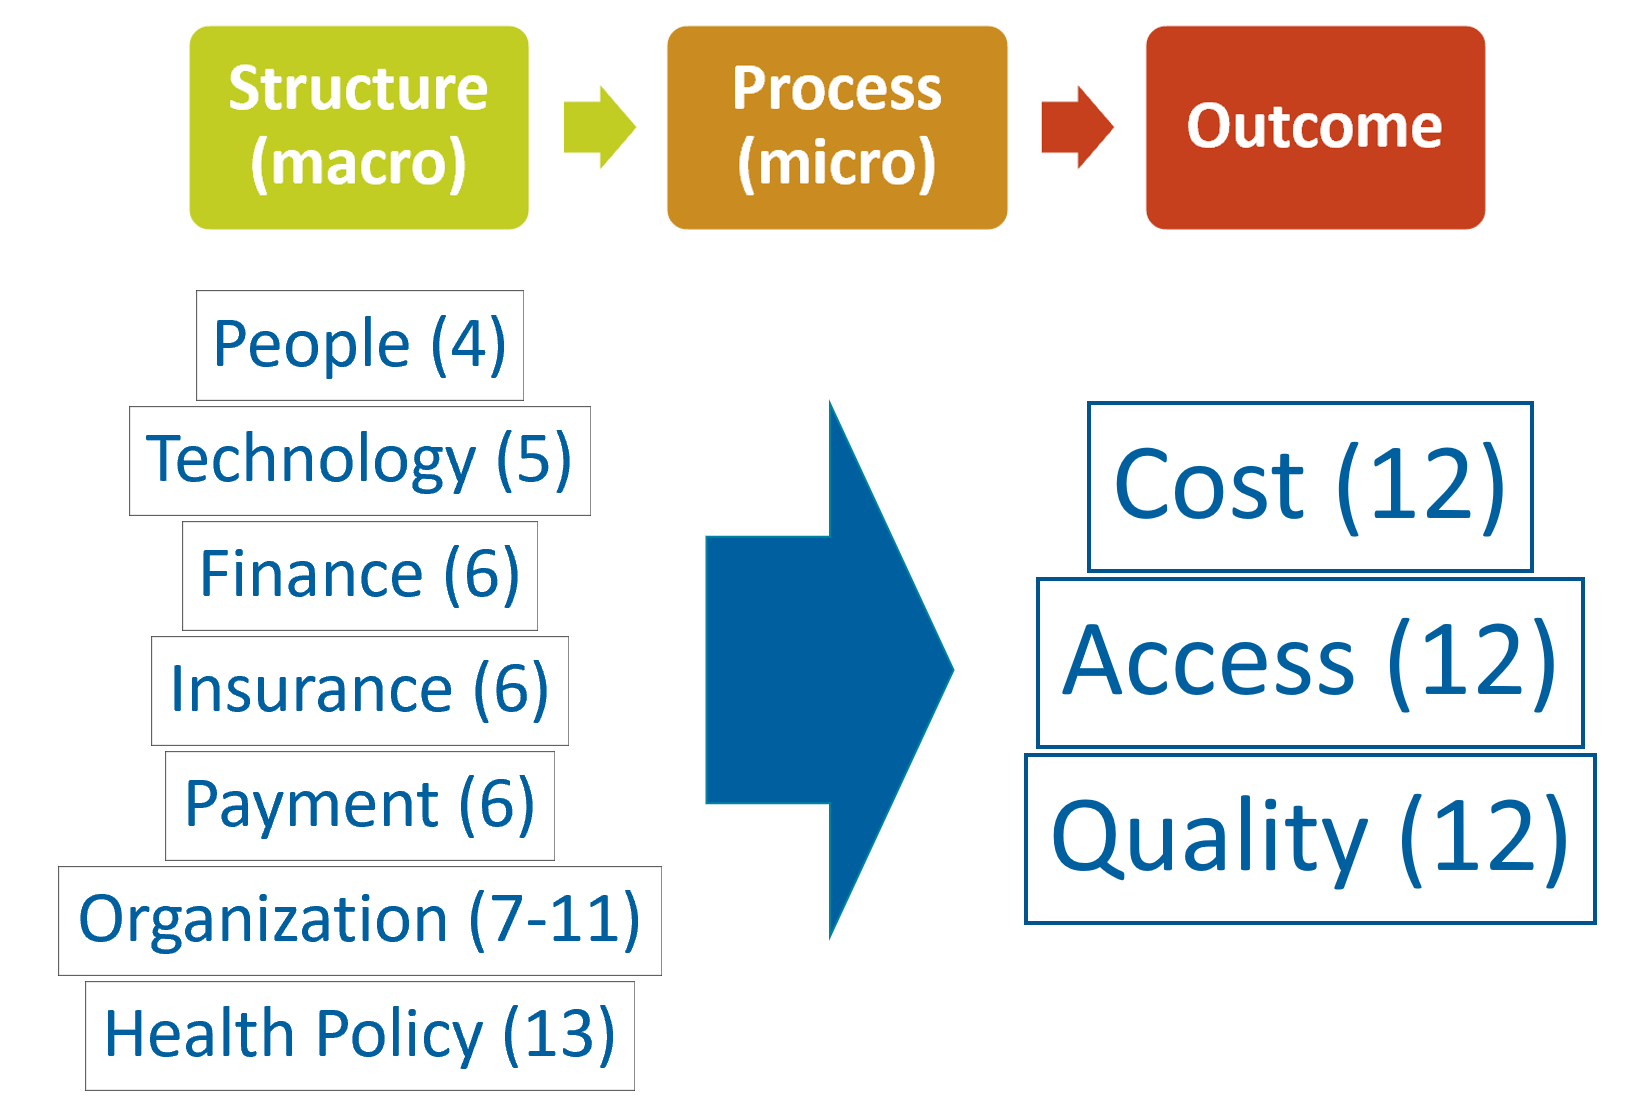 Structure
(macro)
Process
(micro)
Outcome
People (4)
Technology (5)
Finance (6)
Insurance (6)
Payment (6)
Organization (7-11)
Health Policy (13)
Cost (12)
Access (12)
Quality (12)